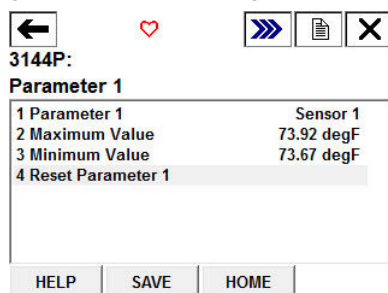 3144P:
Parameter 1
1 Parameter 1 Sensor 1
2 Maximum Value 73.92 degF
3 Minimum Value 73.67 degF
4 Reset Parameter 1
HELP SAVE HOME